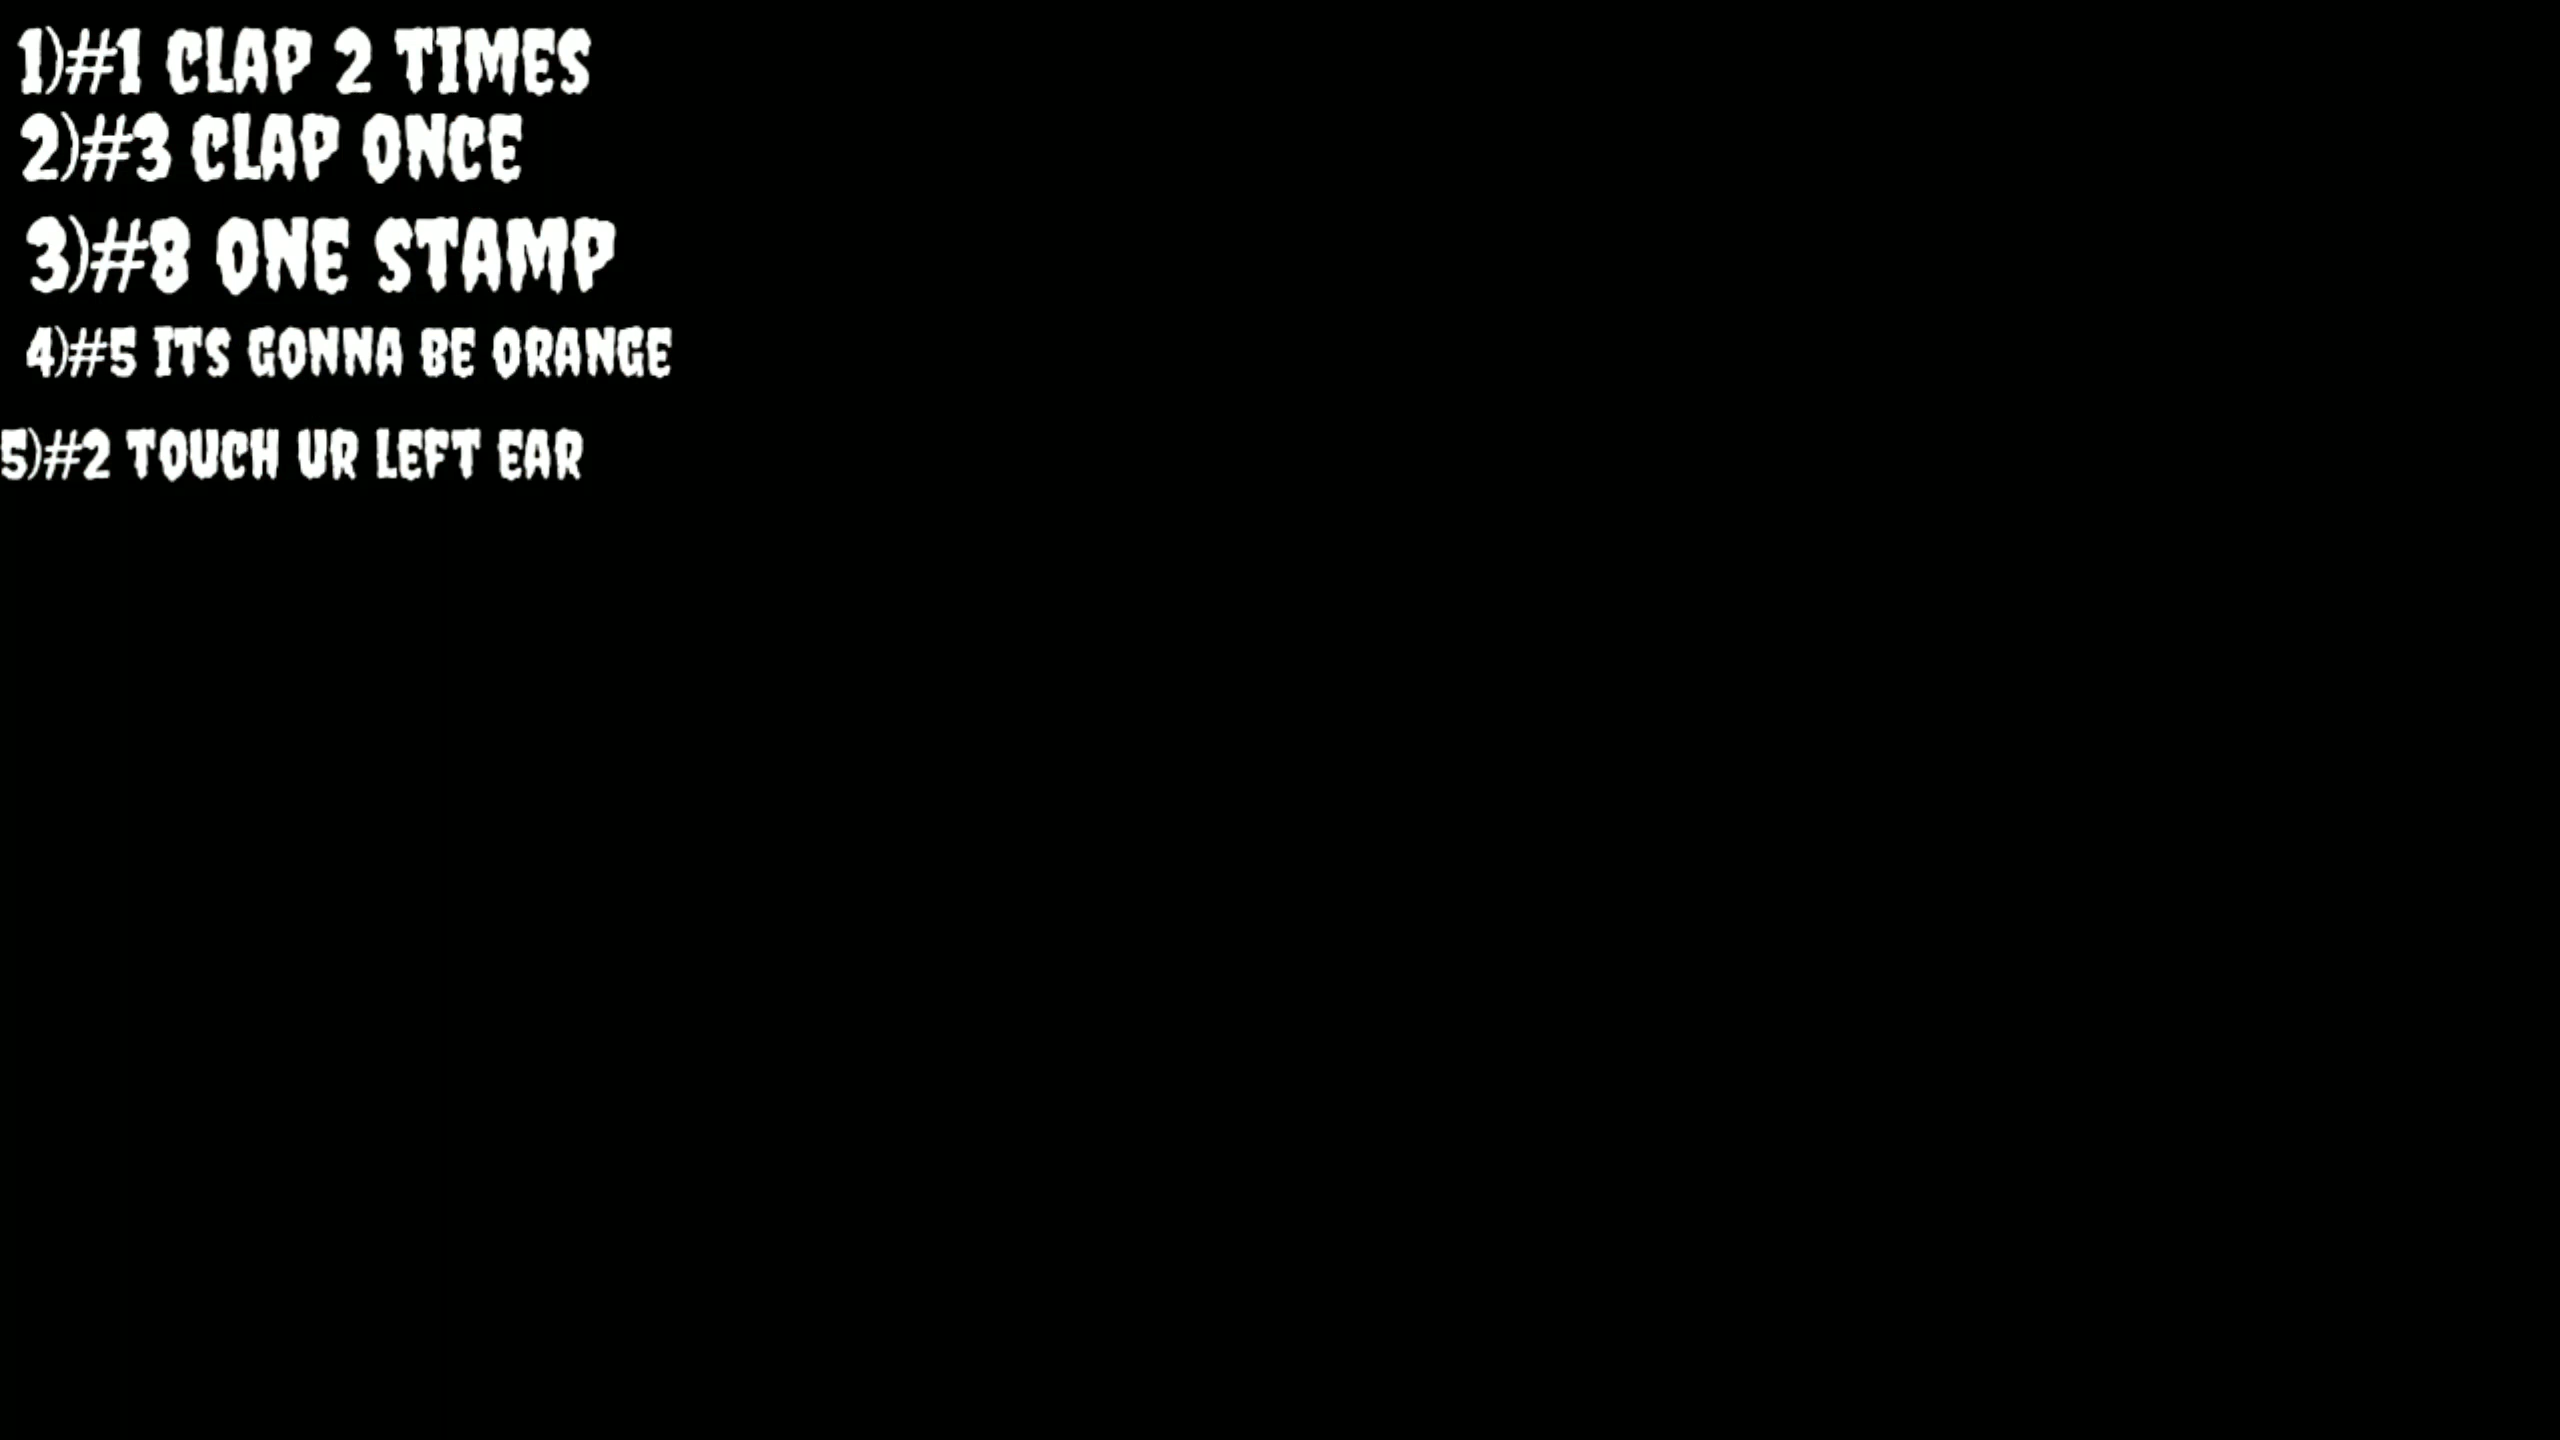 1)#1 CLAP 2 TIMES
2)#3 CLAP ONCE
3)#8 ONE STAMP
4)#5 ITS GONNA BE ORANGE
5)#2 TOUCH UR LEFT EAR